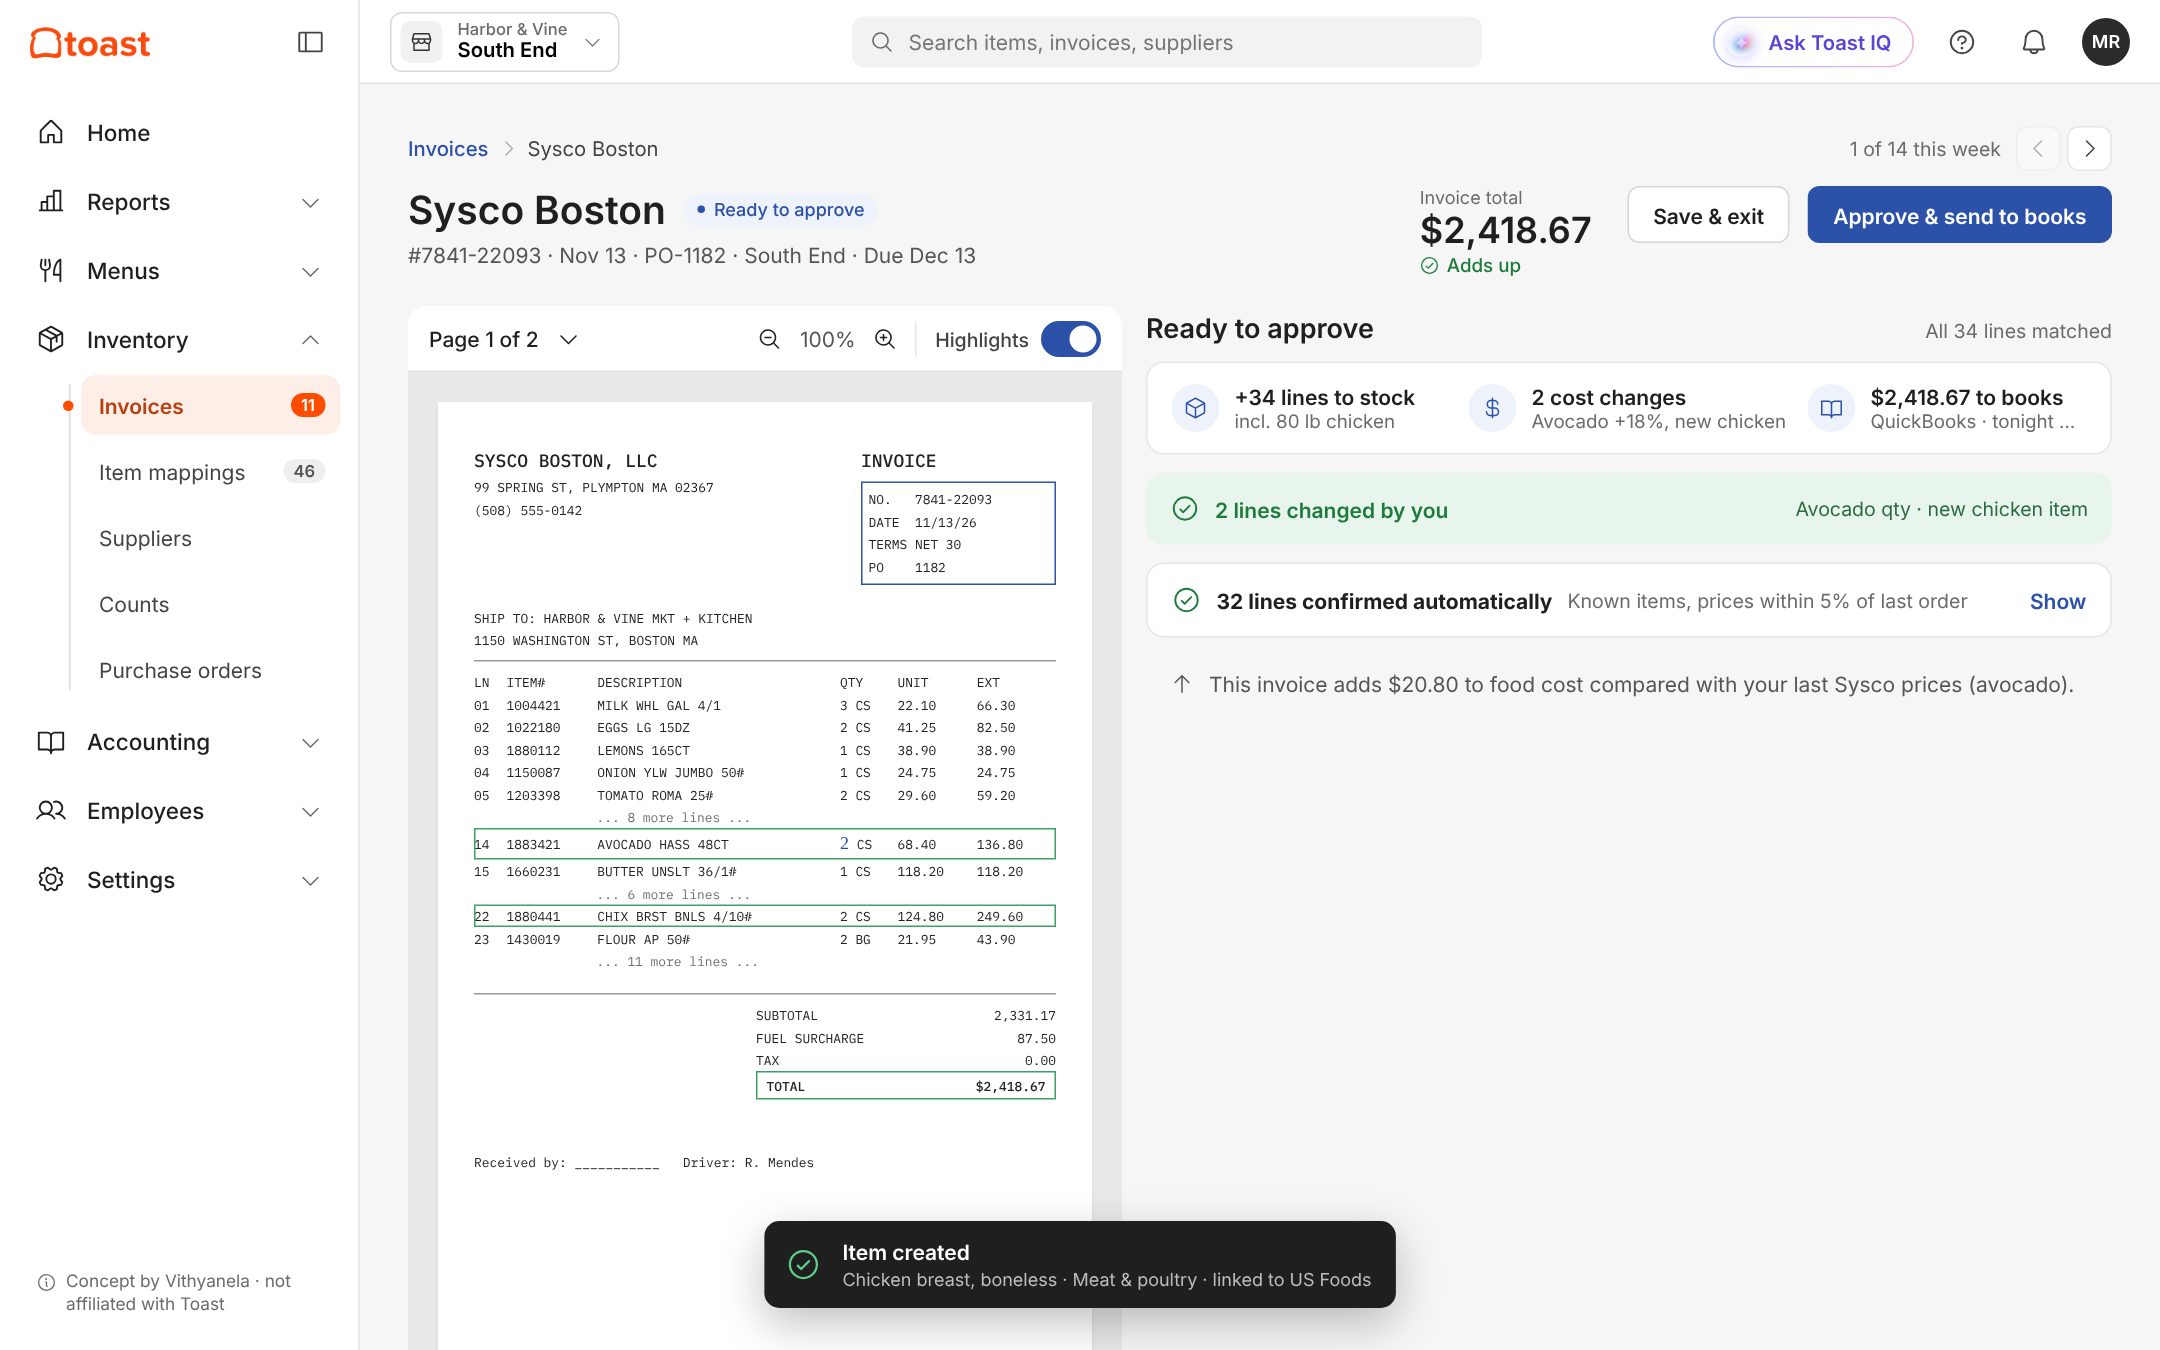 toast
Harbor & Vine
South End
Search items, invoices, suppliers
Ask Toast IQ
MR
Home
Reports
Menus
Inventory
Invoices 11
Item mappings 46
Suppliers
Counts
Purchase orders
Accounting
Employees
Settings
Concept by Vithyanela · not
affiliated with Toast
Invoices > Sysco Boston
1 of 14 this week
Sysco Boston
Ready to approve
#7841-22093 · Nov 13 · PO-1182 · South End · Due Dec 13
Invoice total
$2,418.67
Adds up
Save & exit
Approve & send to books
Page 1 of 2
100%
Highlights
SYSCO BOSTON, LLC
99 SPRING ST, PLYMPTON MA 02367
(508) 555-0142
INVOICE
NO. 7841-22093
DATE 11/13/26
TERMS NET 30
PO 1182
SHIP TO: HARBOR & VINE MKT + KITCHEN
1150 WASHINGTON ST, BOSTON MA
LN ITEM# DESCRIPTION QTY UNIT EXT
01 1004421 MILK WHL GAL 4/1 3 CS 22.10 66.30
02 1022180 EGGS LG 15DZ 2 CS 41.25 82.50
03 1880112 LEMONS 165CT 1 CS 38.90 38.90
04 1150087 ONION YLW JUMBO 50# 1 CS 24.75 24.75
05 1203398 TOMATO ROMA 25# 2 CS 29.60 59.20
... 8 more lines ...
14 1883421 AVOCADO HASS 48CT 2 CS 68.40 136.80
15 1660231 BUTTER UNSLT 36/1# 1 CS 118.20 118.20
... 6 more lines ...
22 1880441 CHIX BRST BNLS 4/10# 2 CS 124.80 249.60
23 1430019 FLOUR AP 50# 2 BG 21.95 43.90
... 11 more lines ...
SUBTOTAL 2,331.17
FUEL SURCHARGE 87.50
TAX 0.00
TOTAL $2,418.67
Received by: ___________ Driver: R. Mendes
Ready to approve
All 34 lines matched
+34 lines to stock
incl. 80 lb chicken
2 cost changes
Avocado +18%, new chicken
$2,418.67 to books
QuickBooks · tonight ...
2 lines changed by you
Avocado qty · new chicken item
32 lines confirmed automatically Known items, prices within 5% of last order Show
This invoice adds $20.80 to food cost compared with your last Sysco prices (avocado).
Item created
Chicken breast, boneless · Meat & poultry · linked to US Foods